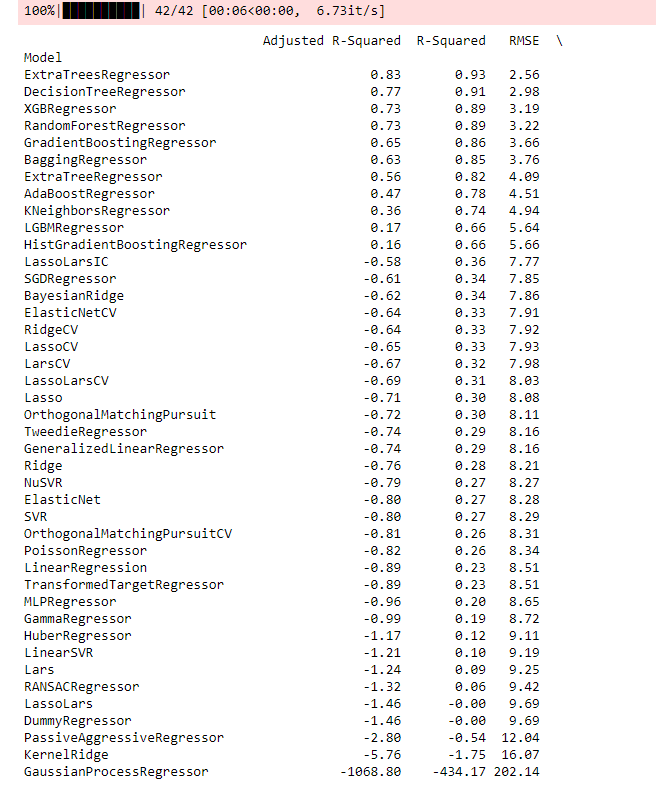 100%|██████████| 42/42 [00:06<00:00,  6.73it/s]
Adjusted R-Squared  R-Squared  RMSE  \
Model
ExtraTreesRegressor 0.83 0.93 2.56
DecisionTreeRegressor 0.77 0.91 2.98
XGBRegressor 0.73 0.89 3.19
RandomForestRegressor 0.73 0.89 3.22
GradientBoostingRegressor 0.65 0.86 3.66
BaggingRegressor 0.63 0.85 3.76
ExtraTreeRegressor 0.56 0.82 4.09
AdaBoostRegressor 0.47 0.78 4.51
KNeighborsRegressor 0.36 0.74 4.94
LGBMRegressor 0.17 0.66 5.64
HistGradientBoostingRegressor 0.16 0.66 5.66
LassoLarsIC -0.58 0.36 7.77
SGDRegressor -0.61 0.34 7.85
BayesianRidge -0.62 0.34 7.86
ElasticNetCV -0.64 0.33 7.91
RidgeCV -0.64 0.33 7.92
LassoCV -0.65 0.33 7.93
LarsCV -0.67 0.32 7.98
LassoLarsCV -0.69 0.31 8.03
Lasso -0.71 0.30 8.08
OrthogonalMatchingPursuit -0.72 0.30 8.11
TweedieRegressor -0.74 0.29 8.16
GeneralizedLinearRegressor -0.74 0.29 8.16
Ridge -0.76 0.28 8.21
NuSVR -0.79 0.27 8.27
ElasticNet -0.80 0.27 8.28
SVR -0.80 0.27 8.29
OrthogonalMatchingPursuitCV -0.81 0.26 8.31
PoissonRegressor -0.82 0.26 8.34
LinearRegression -0.89 0.23 8.51
TransformedTargetRegressor -0.89 0.23 8.51
MLPRegressor -0.96 0.20 8.65
GammaRegressor -0.99 0.19 8.72
HuberRegressor -1.17 0.12 9.11
LinearSVR -1.21 0.10 9.19
Lars -1.24 0.09 9.25
RANSACRegressor -1.32 0.06 9.42
LassoLars -1.46 -0.00 9.69
DummyRegressor -1.46 -0.00 9.69
PassiveAggressiveRegressor -2.80 -0.54 12.04
KernelRidge -5.76 -1.75 16.07
GaussianProcessRegressor -1068.80 -434.17 202.14